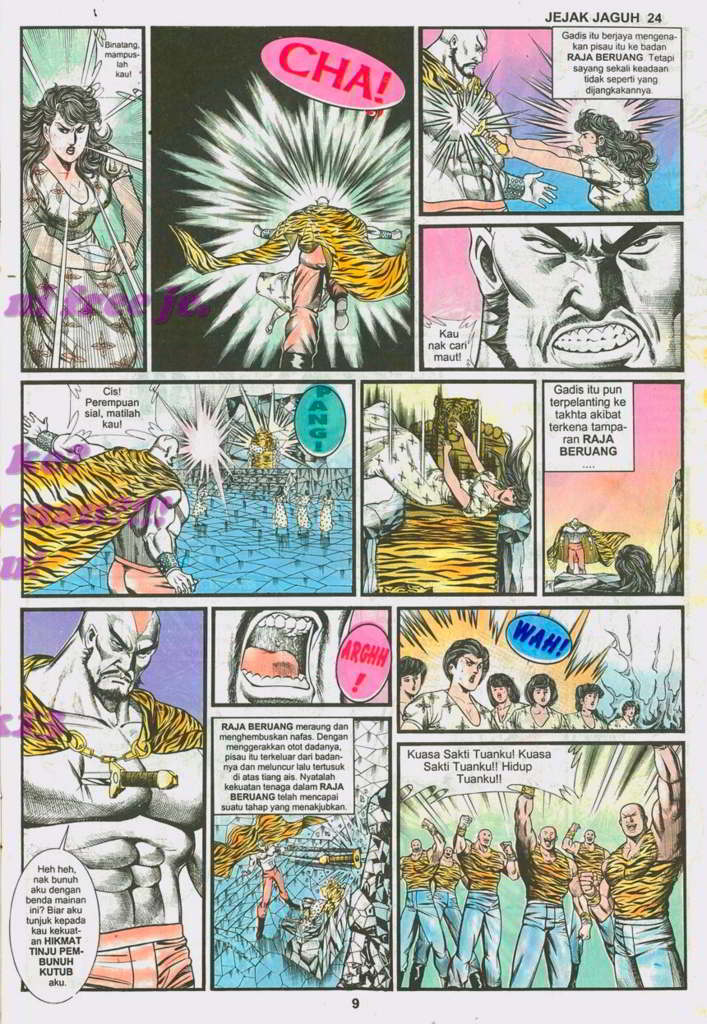 JEJAK JAGUH 24
Binatang,
mampus-
lah
kau!
CHA!
Gadis itu berjaya mengena-
kan pisau itu ke badan
RAJA BERUANG. Tetapi
sayang sekali keadaan
tidak seperti yang
dijangkakannya.
Kau
nak cari
maut!
ni free je.
Cis!
Perempuan
sial, matilah
kau!
PANG!
Gadis itu pun
terpelanting ke
takhta akibat
terkena tampa-
ran RAJA
BERUANG
....
Heh heh,
nak bunuh
aku dengan
benda mainan
ini? Biar aku
tunjuk kepada
kau kekuat-
an HIKMAT
TINJU PEM-
BUNUH
KUTUB
aku.
ARGHH
!
RAJA BERUANG meraung dan
menghembuskan nafas. Dengan
menggerakkan otot dadanya,
pisau itu terkeluar dari badan-
nya dan meluncur lalu tertusuk
di atas tiang ais. Nyatalah
kekuatan tenaga dalam RAJA
BERUANG telah mencapai
suatu tahap yang menakjubkan.
WAH!
Kuasa Sakti Tuanku! Kuasa
Sakti Tuanku!! Hidup
Tuanku!!
9